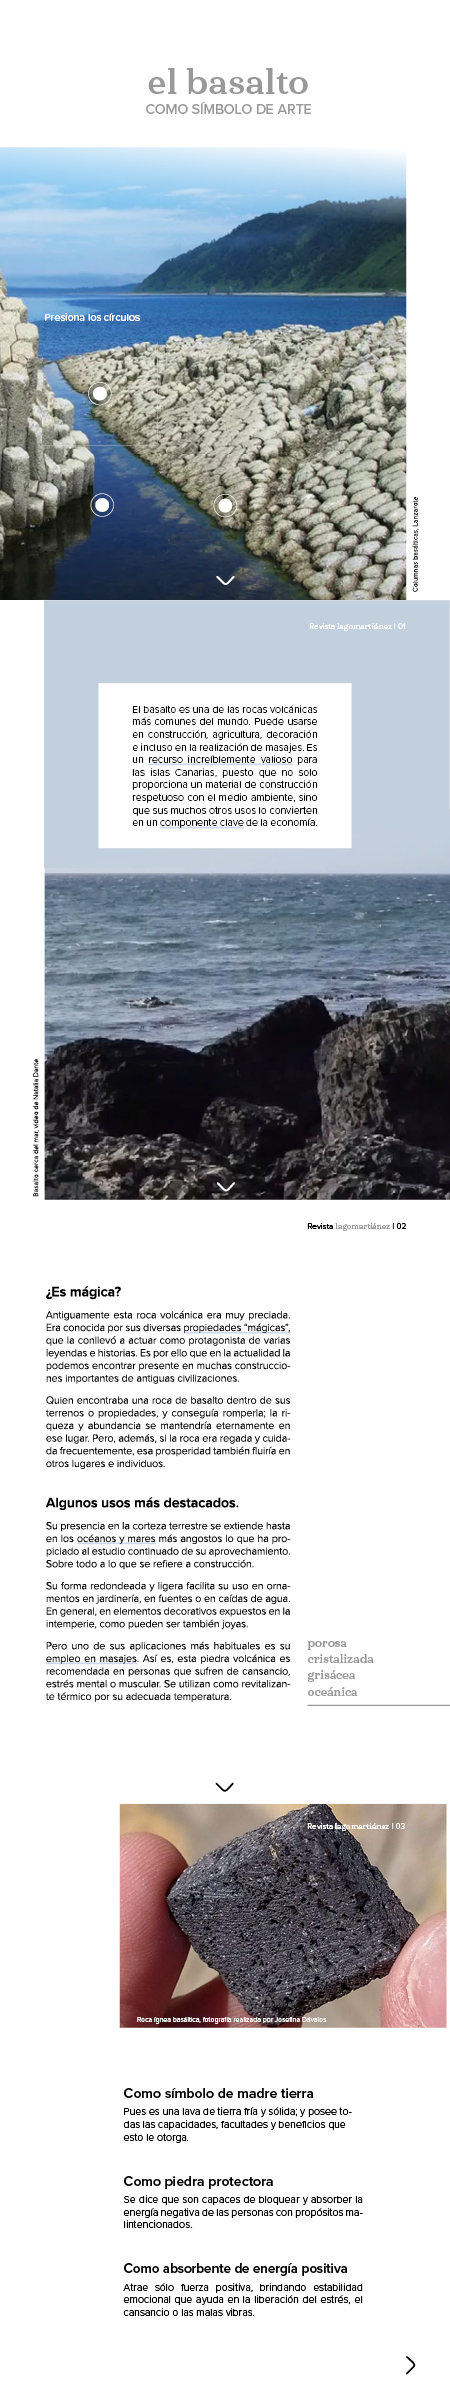 el basalto
COMO SÍMBOLO DE ARTE
Presiona los círculos
Columnas basálticas, Lanzarote
Revista lagomartiánez | 01
El basalto es una de las rocas volcánicas
más comunes del mundo. Puede usarse
en construcción, agricultura, decoración
e incluso en la realización de masajes. Es
un recurso increíblemente valioso para
las islas Canarias, puesto que no solo
proporciona un material de construcción
respetuoso con el medio ambiente, sino
que sus muchos otros usos lo convierten
en un componente clave de la economía.
Basalto cerca del mar, vídeo de Natalia Dente
Revista lagomartiánez | 02
¿Es mágica?
Antiguamente esta roca volcánica era muy preciada.
Era conocida por sus diversas propiedades "mágicas",
que la conllevó a actuar como protagonista de varias
leyendas e historias. Es por ello que en la actualidad la
podemos encontrar presente en muchas construccio-
nes importantes de antiguas civilizaciones.
Quien encontraba una roca de basalto dentro de sus
terrenos o propiedades, y conseguía romperla; la ri-
queza y abundancia se mantendría eternamente en
ese lugar. Pero, además, si la roca era regada y cuida-
da frecuentemente, esa prosperidad también fluiría en
otros lugares e individuos.
Algunos usos más destacados.
Su presencia en la corteza terrestre se extiende hasta
en los océanos y mares más angostos lo que ha pro-
piciado al estudio continuado de su aprovechamiento.
Sobre todo a lo que se refiere a construcción.
Su forma redondeada y ligera facilita su uso en orna-
mentos en jardinería, en fuentes o en caídas de agua.
En general, en elementos decorativos expuestos en la
intemperie, como pueden ser también joyas.
Pero uno de sus aplicaciones más habituales es su
empleo en masajes. Así es, esta piedra volcánica es
recomendada en personas que sufren de cansancio,
estrés mental o muscular. Se utilizan como revitalizan-
te térmico por su adecuada temperatura.
porosa
cristalizada
grisácea
oceánica
Revista lagomartiánez | 03
Roca ígnea basáltica, fotografía realizada por Josefina Dávalos
Como símbolo de madre tierra
Pues es una lava de tierra fría y sólida; y posee to-
das las capacidades, facultades y beneficios que
esto le otorga.
Como piedra protectora
Se dice que son capaces de bloquear y absorber la
energía negativa de las personas con propósitos ma-
lintencionados.
Como absorbente de energía positiva
Atrae sólo fuerza positiva, brindando estabilidad
emocional que ayuda en la liberación del estrés, el
cansancio o las malas vibras.